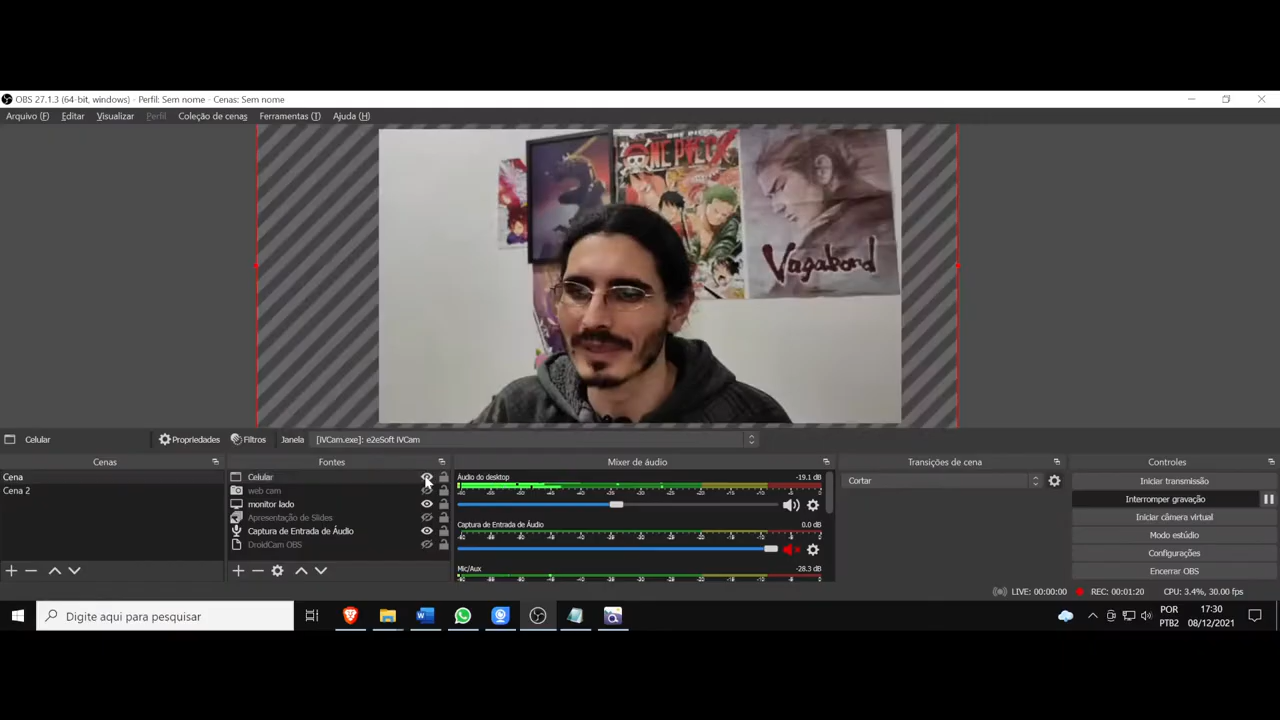 OBS 27.1.3 (64-bit, windows) - Perfil: Sem nome - Cenas: Sem nome
Arquivo (F) Editar Visualizar Perfil Coleção de cenas Ferramentas (T) Ajuda (H)
ONE PIECE
Vagabond
Celular Propriedades Filtros Janela [iVCam.exe]: e2eSoft iVCam
Cenas Fontes Mixer de áudio Transições de cena Controles
Cena
Cena 2
Celular
web cam
monitor lado
Apresentação de Slides
Captura de Entrada de Áudio
DroidCam OBS
Áudio do desktop -19.1 dB
Captura de Entrada de Áudio 0.0 dB
Mic/Aux -28.3 dB
Cortar
Iniciar transmissão
Interromper gravação
Iniciar câmera virtual
Modo estúdio
Configurações
Encerrar OBS
LIVE: 00:00:00 REC: 00:01:20 CPU: 3.4%, 30.00 fps
Digite aqui para pesquisar
POR
PTB2
17:30
08/12/2021